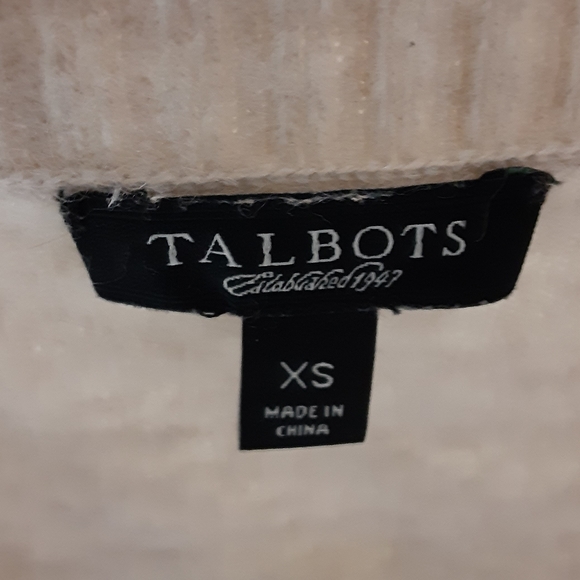 TALBOTS
Established 1947
XS
MADE IN
CHINA